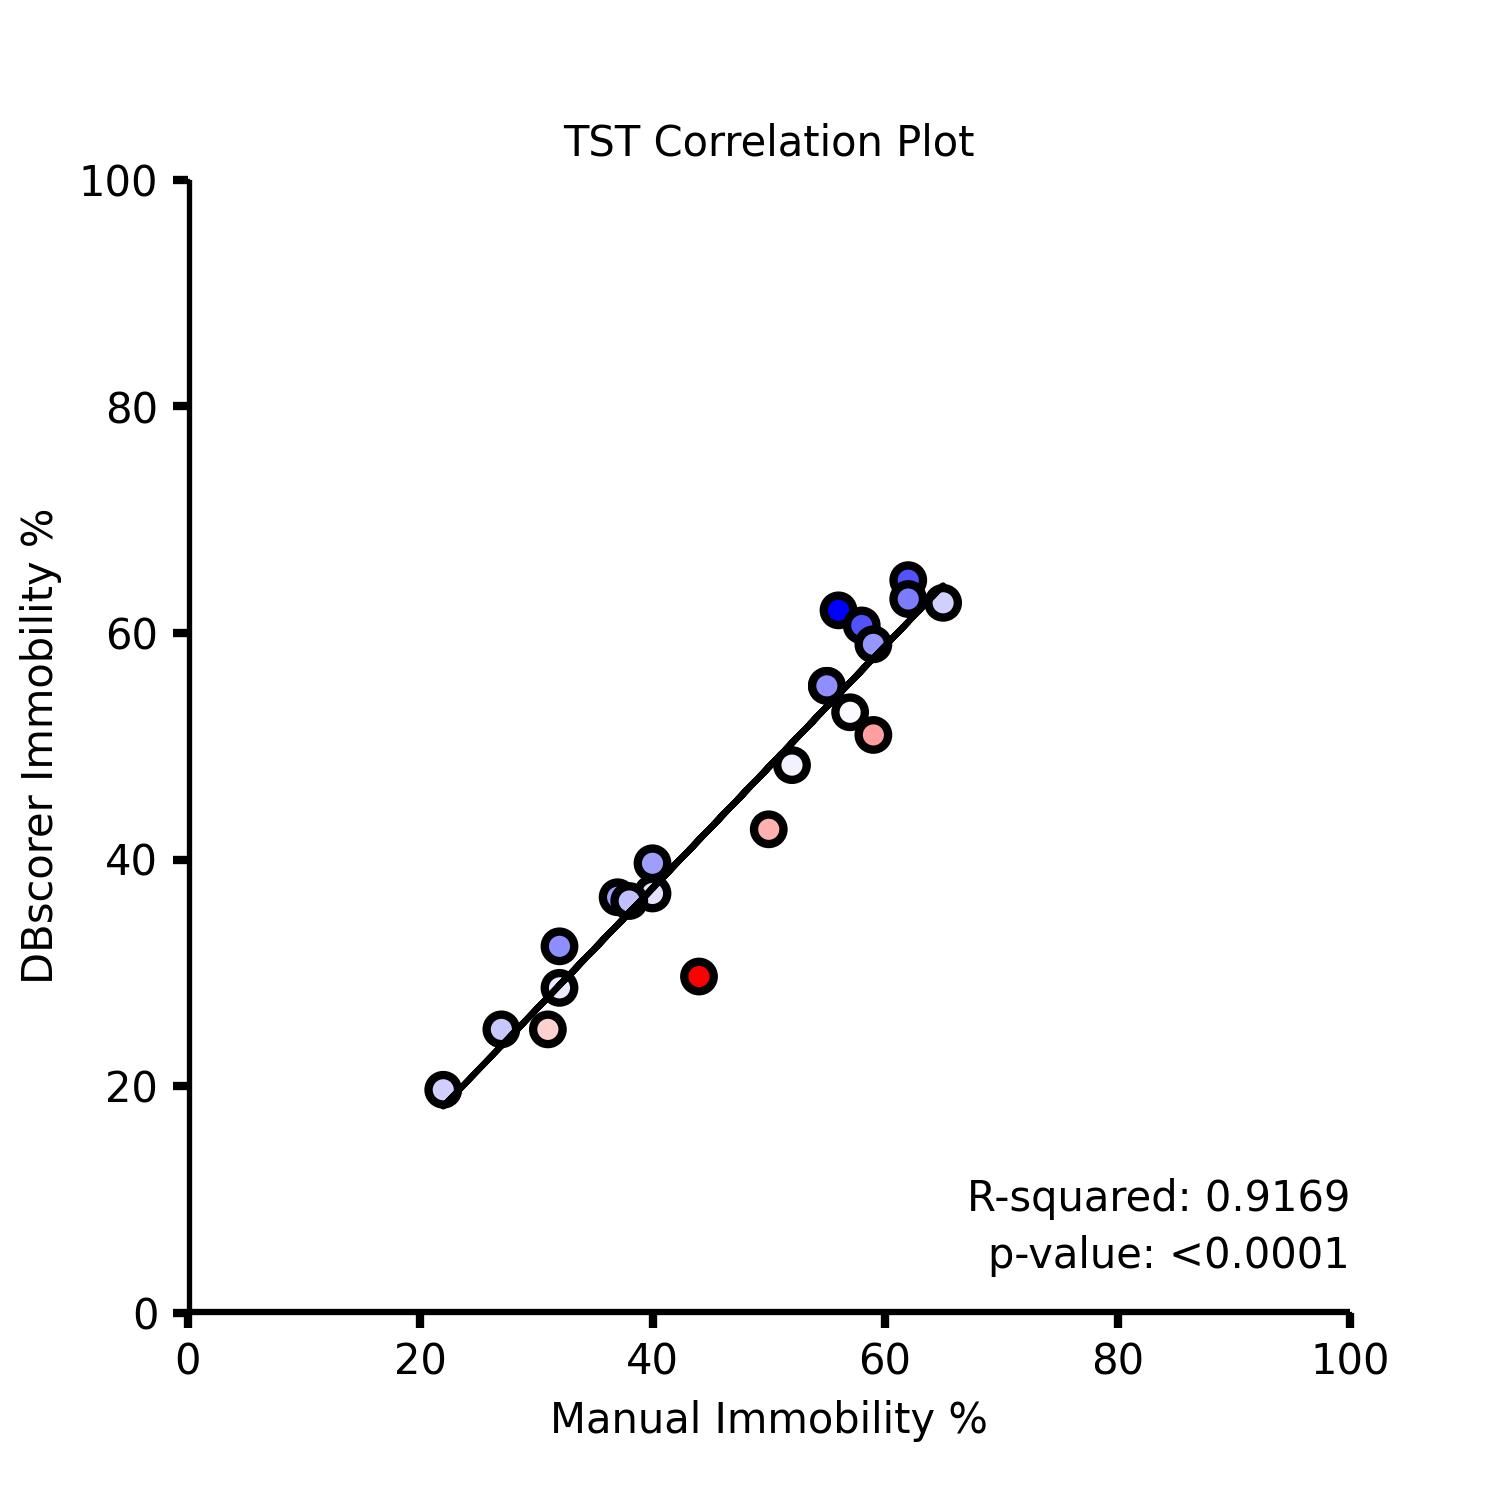 TST Correlation Plot
100
80
60
40
20
0
DBscorer Immobility %
R-squared: 0.9169
p-value: <0.0001
0 20 40 60 80 100
Manual Immobility %